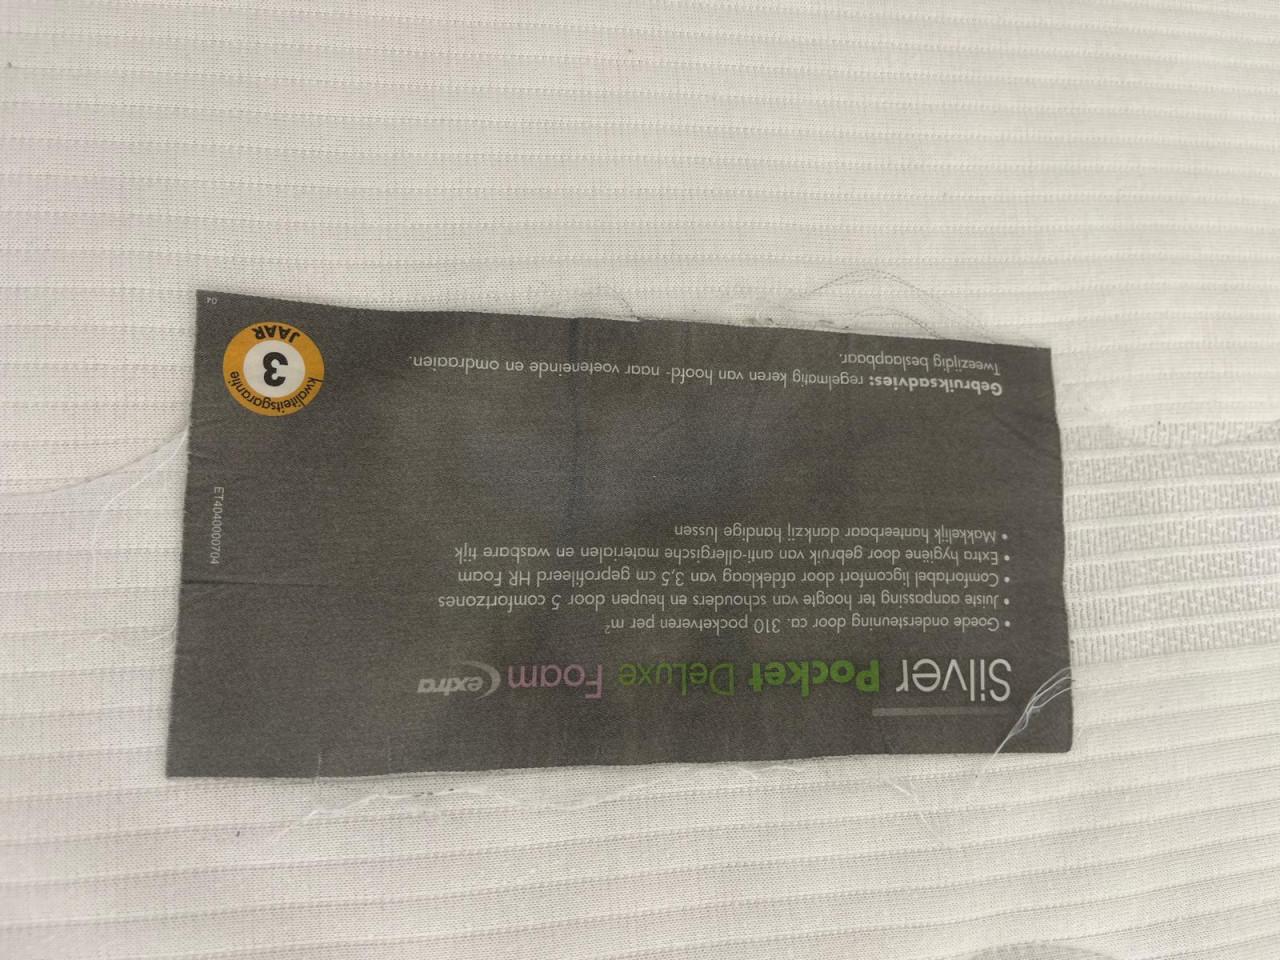 Silver Pocket DeLuxe Foam extra
• Goede ondersteuning door ca. 310 pocketveren per m²
• Juiste aanpassing ter hoogte van schouders en heupen door 5 comfortzones
• Comfortabel ligcomfort door afdeklaag van 3,5 cm geprofileerd HR Foam
• Extra hygiëne door gebruik van anti-allergische materialen en wasbare tijk
• Makkelijk hanteerbaar dankzij handige lussen
ET404000704
Gebruiksadvies: regelmatig keren van hoofd- naar voeteneinde en omdraaien.
Tweezijdig beslaapbaar.
kwaliteitsgarantie
3
JAAR
04